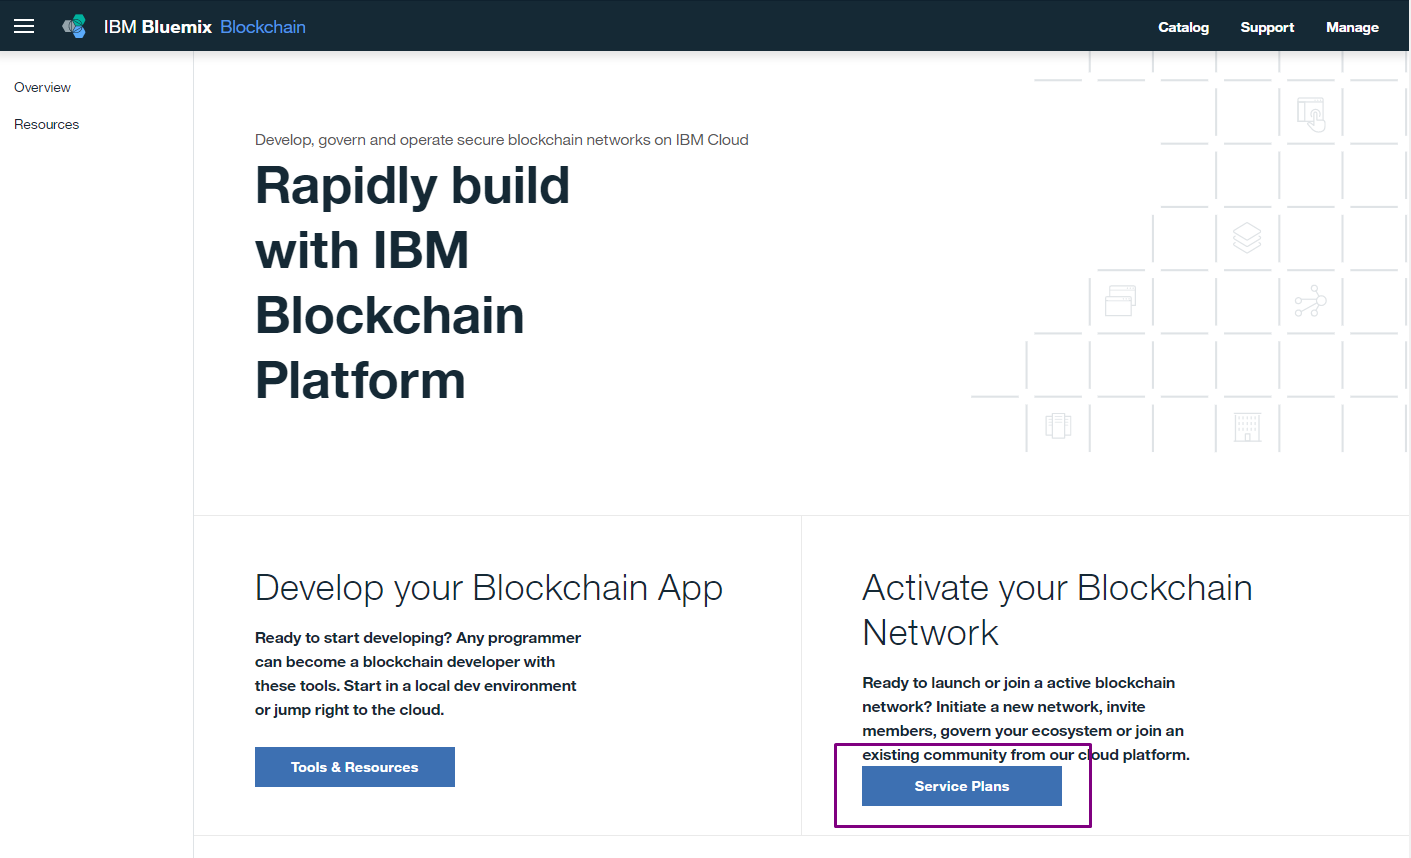 IBM Bluemix Blockchain
Catalog
Support
Manage
Overview
Resources
Develop, govern and operate secure blockchain networks on IBM Cloud
Rapidly build
with IBM
Blockchain
Platform
Develop your Blockchain App
Ready to start developing? Any programmer
can become a blockchain developer with
these tools. Start in a local dev environment
or jump right to the cloud.
Tools & Resources
Activate your Blockchain
Network
Ready to launch or join a active blockchain
network? Initiate a new network, invite
members, govern your ecosystem or join an
existing community from our cloud platform.
Service Plans